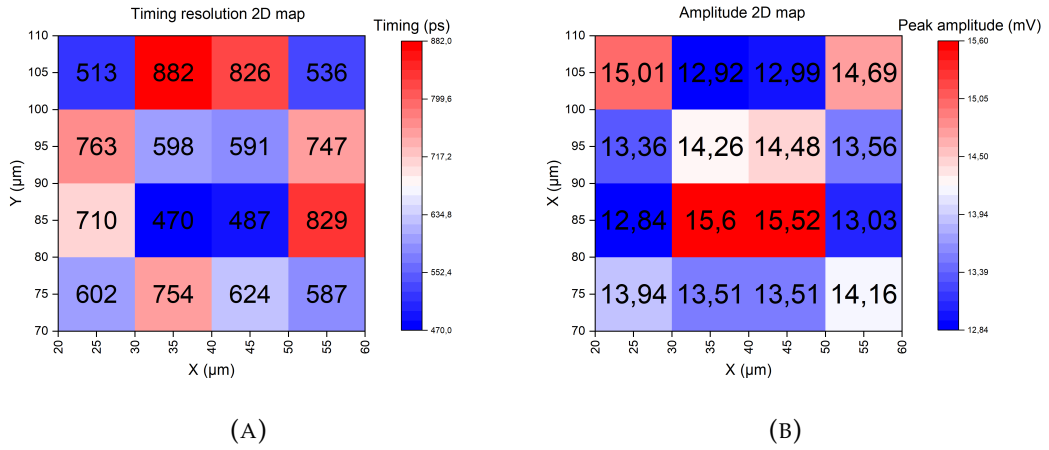 Timing resolution 2D map
Timing (ps)
110
105
100
95
90
85
80
75
70
Y (µm)
513 882 826 536
763 598 591 747
710 470 487 829
602 754 624 587
20 25 30 35 40 45 50 55 60
X (µm)
882,0
799,6
717,2
634,8
552,4
470,0
(A)
Amplitude 2D map
Peak amplitude (mV)
110
105
100
95
90
85
80
75
70
X (µm)
15,01 12,92 12,99 14,69
13,36 14,26 14,48 13,56
12,84 15,6 15,52 13,03
13,94 13,51 13,51 14,16
20 25 30 35 40 45 50 55 60
X (µm)
15,60
15,05
14,50
13,94
13,39
12,84
(B)